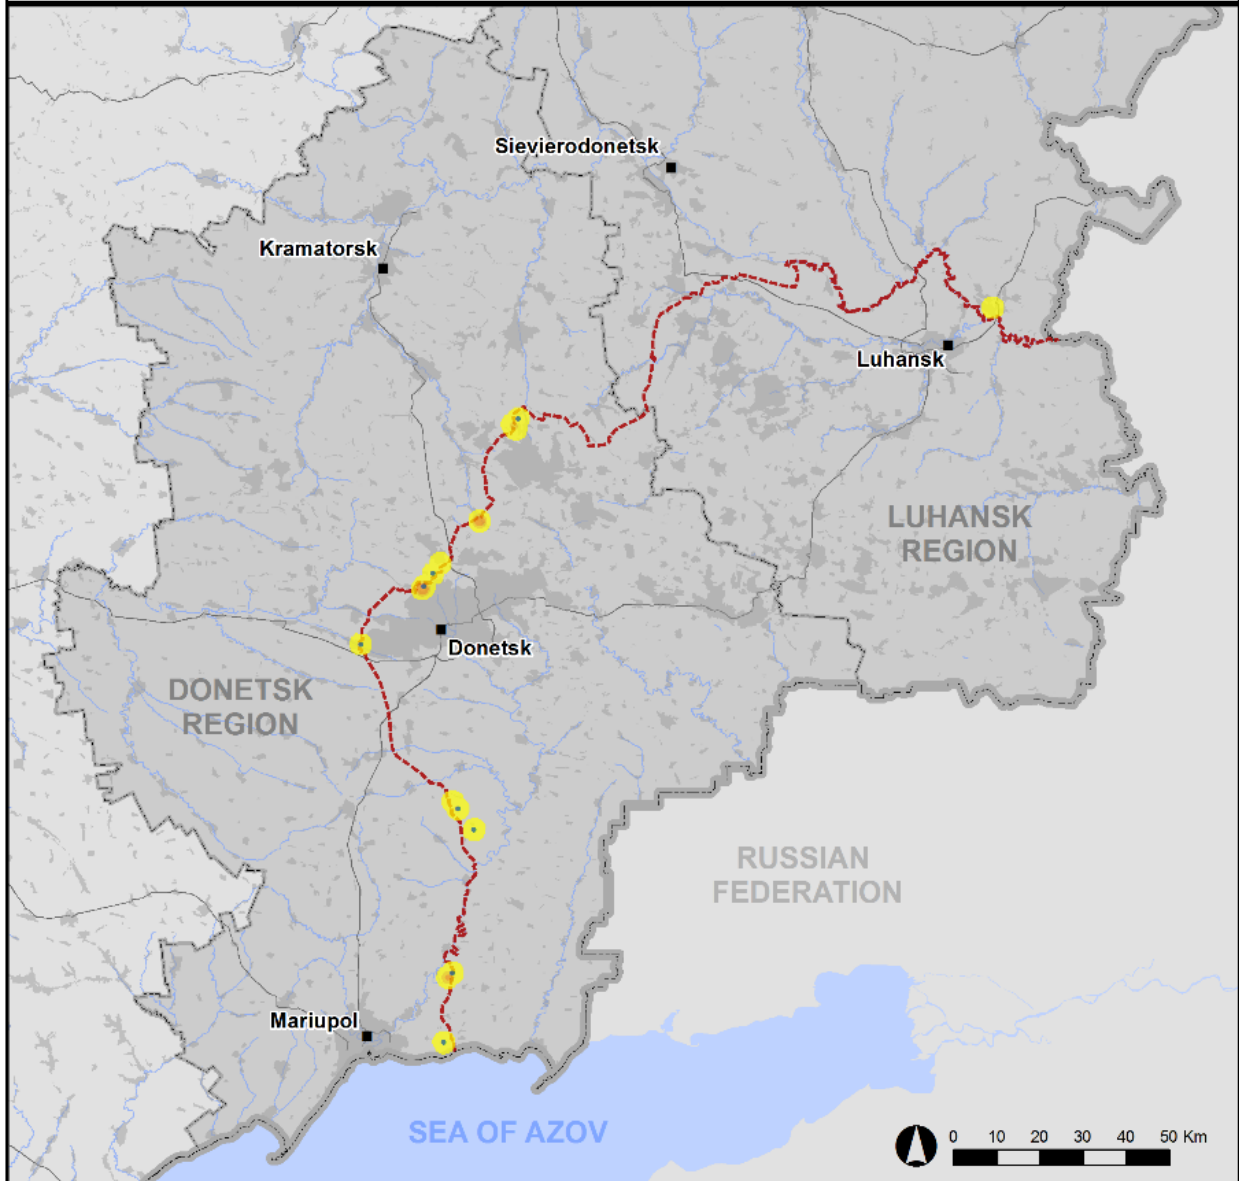 Sievierodonetsk
Kramatorsk
Luhansk
LUHANSK
REGION
Donetsk
DONETSK
REGION
RUSSIAN
FEDERATION
Mariupol
SEA OF AZOV
0 10 20 30 40 50 Km